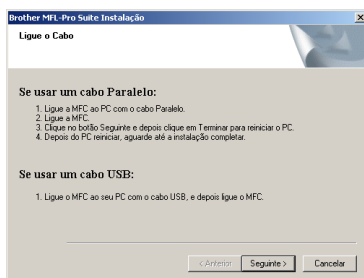 Brother MFL-Pro Suite Instalação
Ligue o Cabo
Se usar um cabo Paralelo:
1. Ligue a MFC ao PC com o cabo Paralelo.
2. Ligue a MFC.
3. Clique no botão Seguinte e depois clique em Terminar para reiniciar o PC.
4. Depois do PC reiniciar, aguarde até a instalação completar.
Se usar um cabo USB:
1. Ligue o MFC ao seu PC com o cabo USB, e depois ligue o MFC.
< Anterior Seguinte > Cancelar